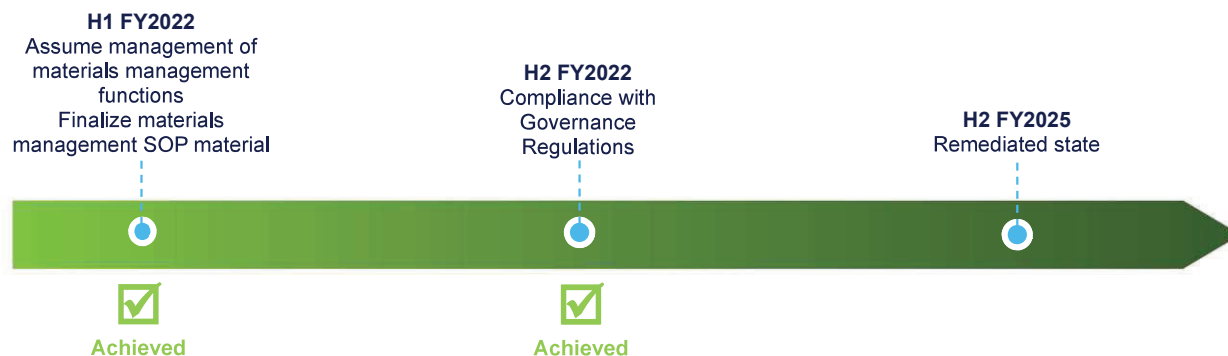 H1 FY2022
Assume management of
materials management
functions
Finalize materials
management SOP material
H2 FY2022
Compliance with
Governance
Regulations
H2 FY2025
Remediated state
Achieved
Achieved